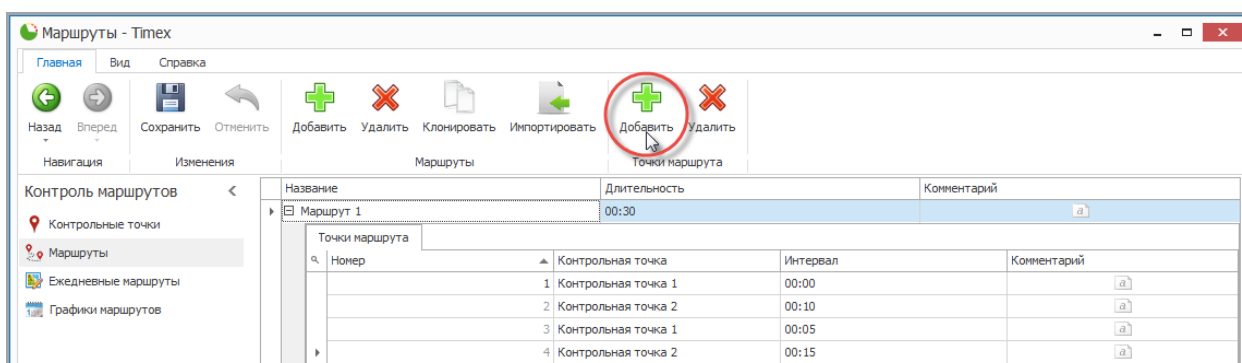 Маршруты - Timex
Главная Вид Справка
Назад Вперед Сохранить Отменить Добавить Удалить Клонировать Импортировать Добавить Удалить
Навигация Изменения Маршруты Точки маршрута
Контроль маршрутов
Контрольные точки
Маршруты
Ежедневные маршруты
Графики маршрутов
Название Длительность Комментарий
Маршрут 1 00:30 a
Точки маршрута
Номер Контрольная точка Интервал Комментарий
1 Контрольная точка 1 00:00 a
2 Контрольная точка 2 00:10 a
3 Контрольная точка 1 00:05 a
4 Контрольная точка 2 00:15 a